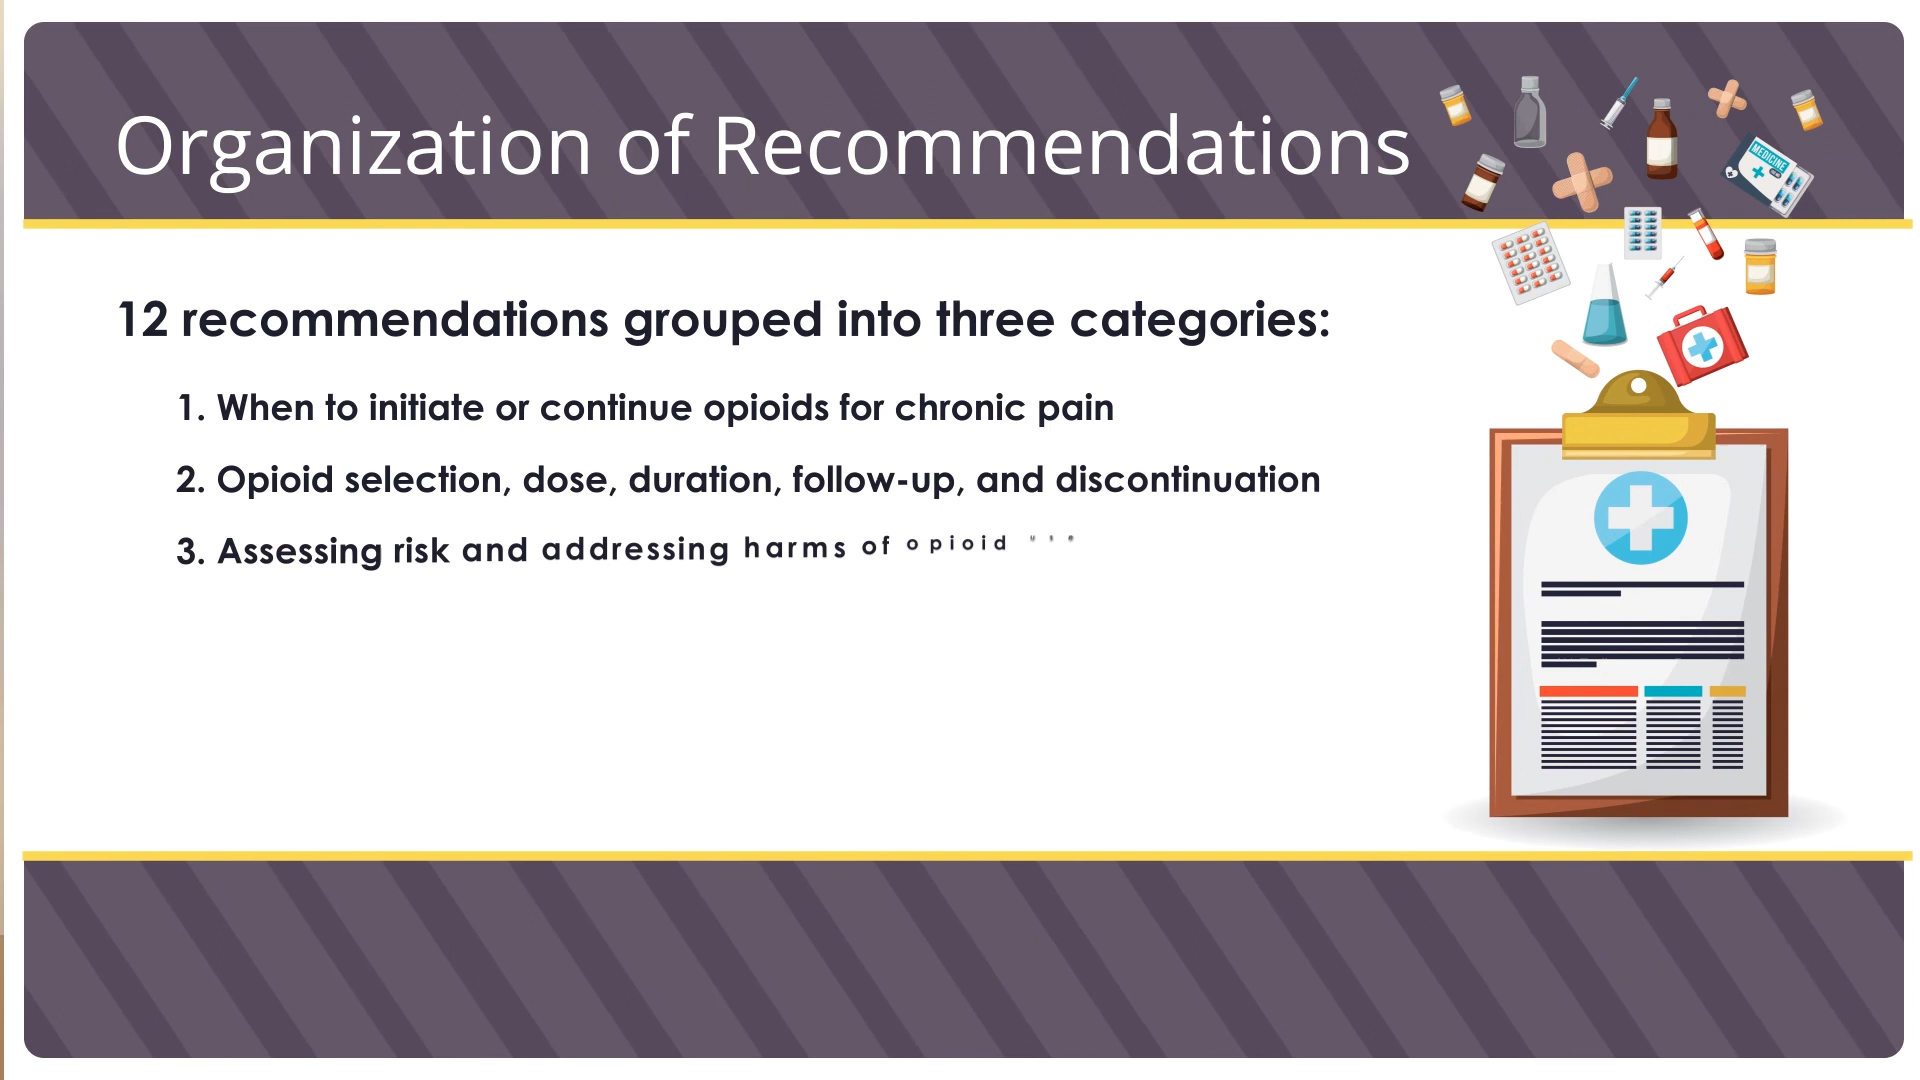 Organization of Recommendations
MEDICINE
12 recommendations grouped into three categories:
1. When to initiate or continue opioids for chronic pain
2. Opioid selection, dose, duration, follow-up, and discontinuation
3. Assessing risk and addressing harms of opioid